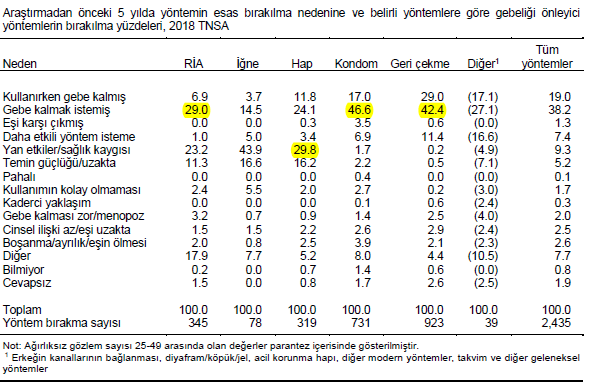 Araştırmadan önceki 5 yılda yöntemin esas bırakılma nedenine ve belirli yöntemlere göre gebeliği önleyici
yöntemlerin bırakılma yüzdeleri, 2018 TNSA
Tüm
Neden RİA İğne Hap Kondom Geri çekme Diğer¹ yöntemler
Kullanırken gebe kalmış 6.9 3.7 11.8 17.0 29.0 (17.1) 19.0
Gebe kalmak istemiş 29.0 14.5 24.1 46.6 42.4 (27.1) 38.2
Eşi karşı çıkmış 0.0 0.0 0.3 3.5 0.6 (0.0) 1.3
Daha etkili yöntem isteme 1.0 5.0 3.4 6.9 11.4 (16.6) 7.4
Yan etkiler/sağlık kaygısı 23.2 43.9 29.8 1.7 0.2 (4.9) 9.3
Temin güçlüğü/uzakta 11.3 16.6 16.2 2.2 0.5 (7.1) 5.2
Pahalı 0.0 0.0 0.0 0.4 0.0 (0.0) 0.1
Kullanımın kolay olmaması 2.4 5.5 2.0 2.7 0.2 (3.0) 1.7
Kaderci yaklaşım 0.0 0.0 0.0 0.1 0.6 (2.4) 0.3
Gebe kalması zor/menopoz 3.2 0.7 0.9 1.4 2.5 (4.0) 2.0
Cinsel ilişki az/eşi uzakta 1.5 1.5 2.2 2.6 2.9 (2.4) 2.5
Boşanma/ayrılık/eşin ölmesi 2.0 0.8 2.5 3.9 2.1 (2.3) 2.6
Diğer 17.9 7.7 5.2 8.0 4.4 (10.5) 7.7
Bilmiyor 0.2 0.0 0.7 1.4 0.6 (0.0) 0.8
Cevapsız 1.5 0.0 0.8 1.7 2.6 (2.5) 1.9
Toplam 100.0 100.0 100.0 100.0 100.0 100.0 100.0
Yöntem bırakma sayısı 345 78 319 731 923 39 2,435
Not: Ağırlıksız gözlem sayısı 25-49 arasında olan değerler parantez içerisinde gösterilmiştir.
¹ Erkeğin kanallarının bağlanması, diyafram/köpük/jel, acil korunma hapı, diğer modern yöntemler, takvim ve diğer geleneksel
yöntemler